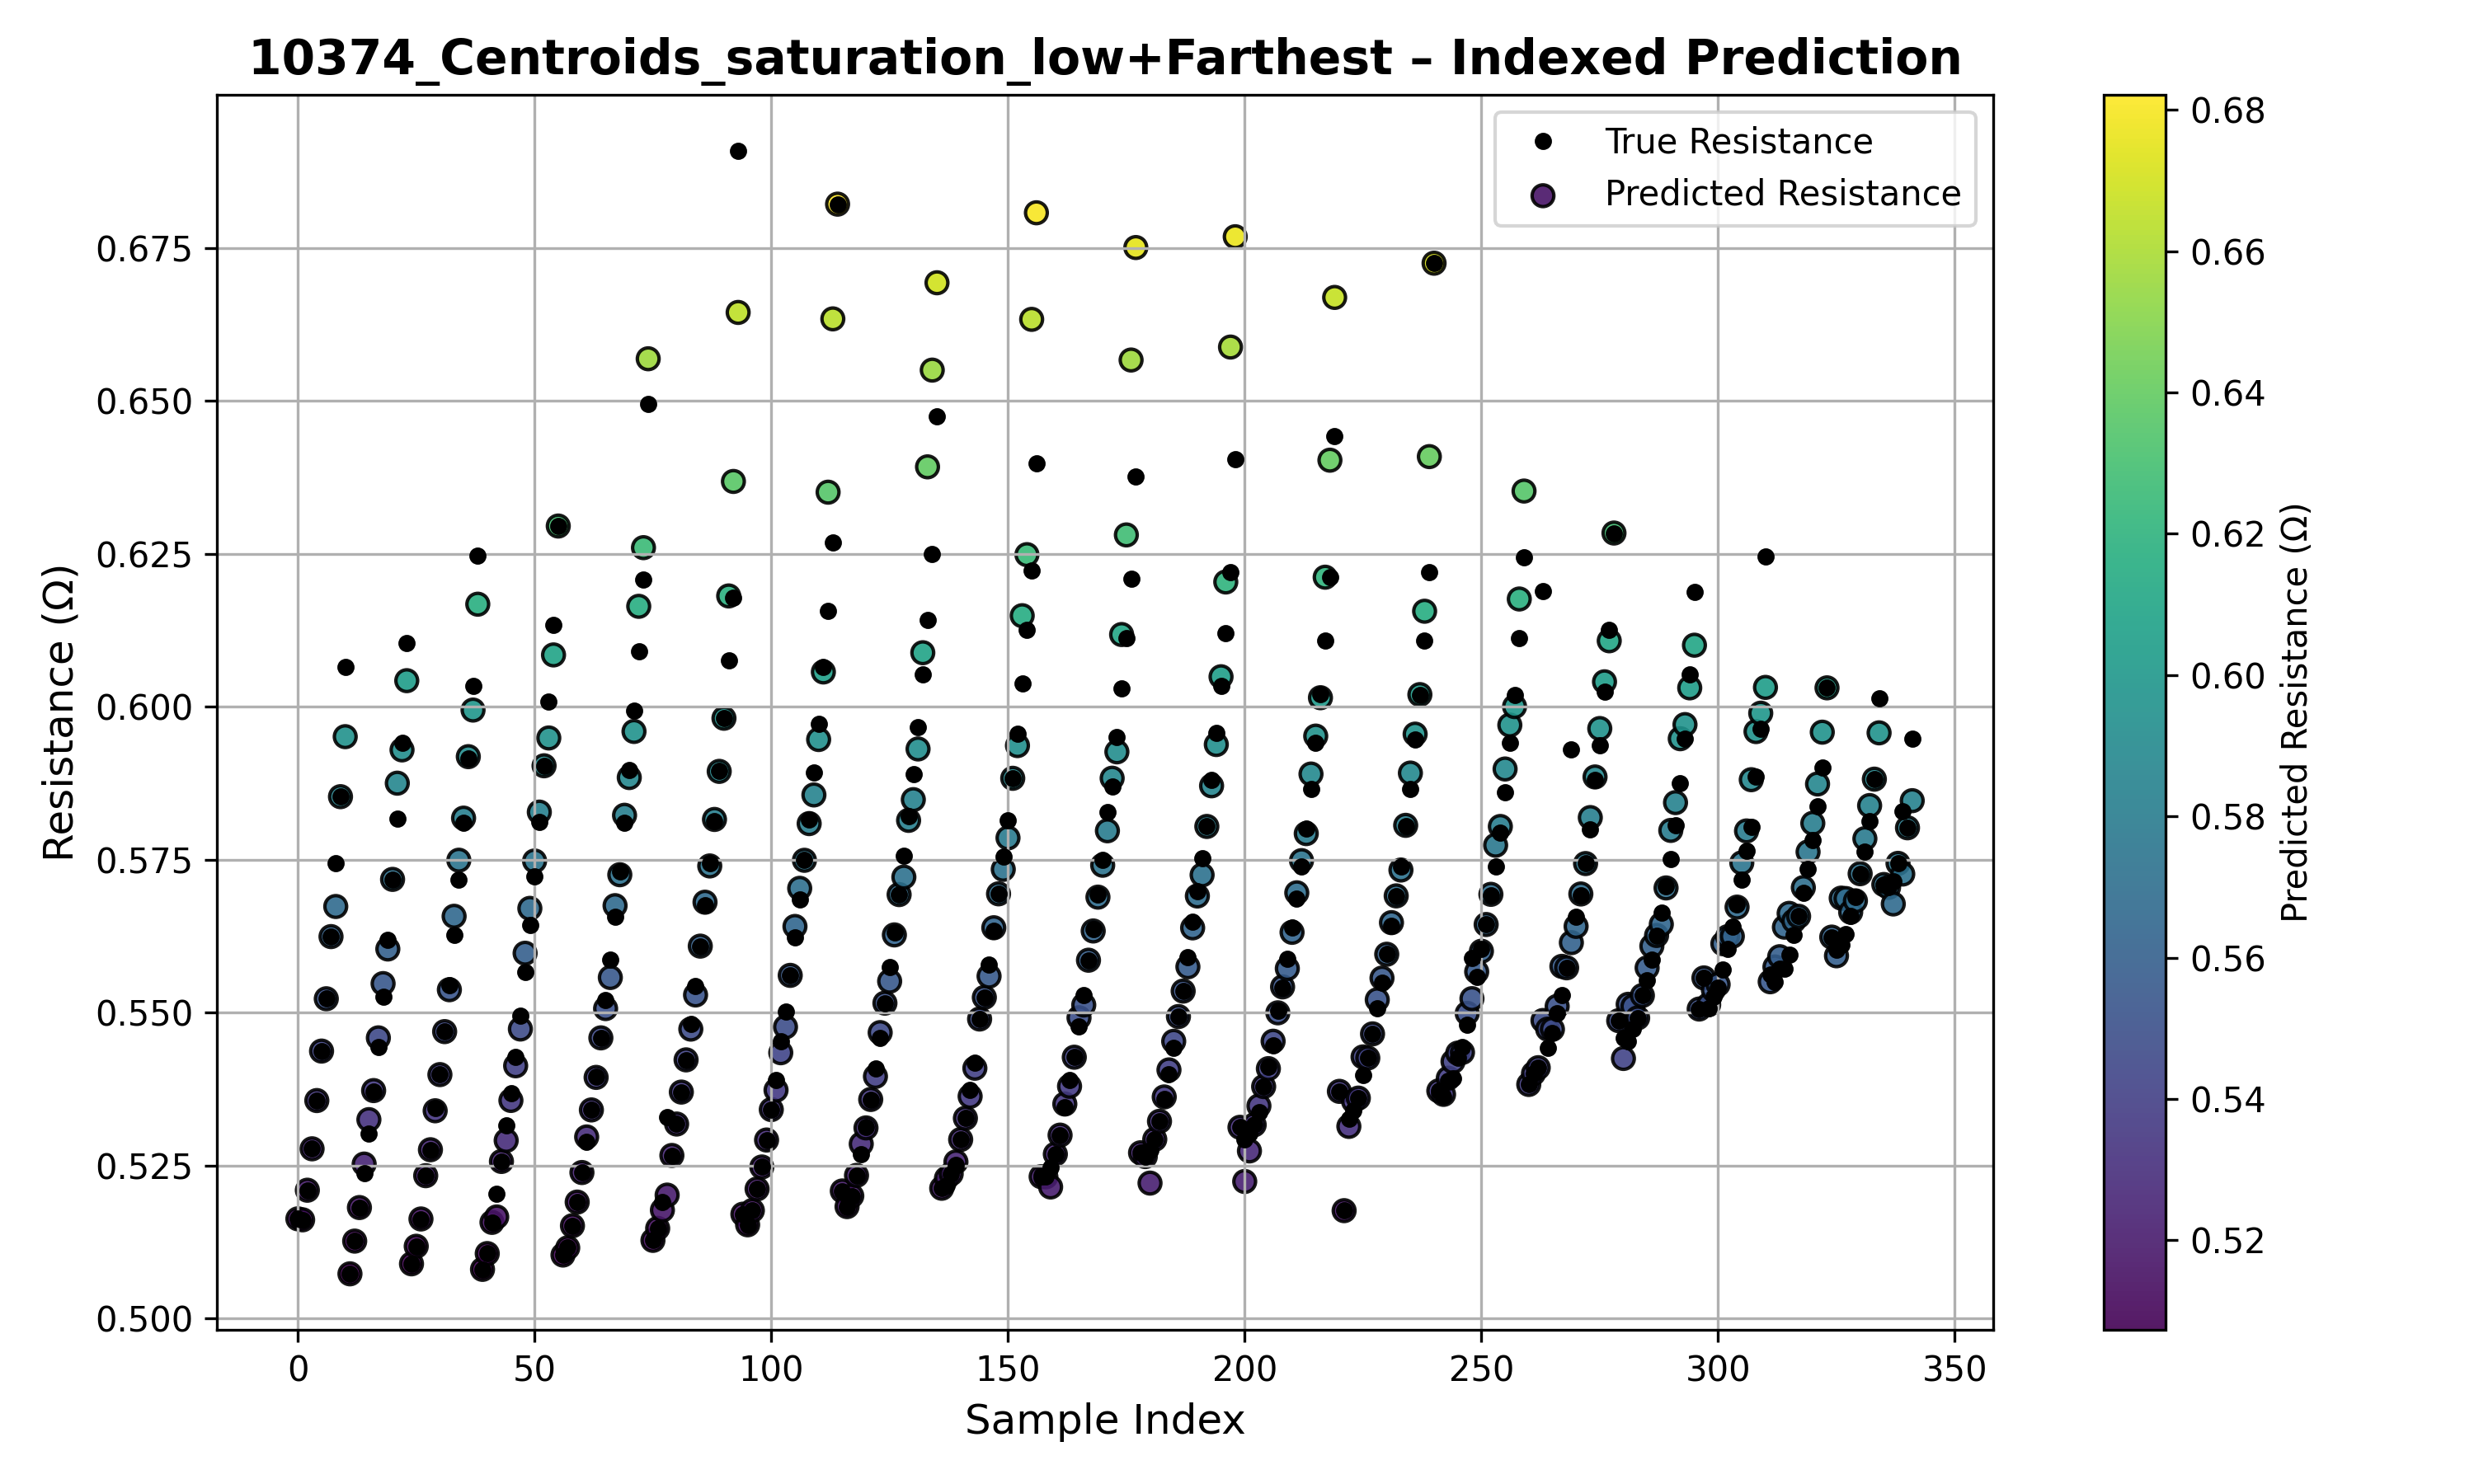 10374_Centroids_saturation_low+Farthest – Indexed Prediction
True Resistance
Predicted Resistance
Resistance (Ω)
0.675
0.650
0.625
0.600
0.575
0.550
0.525
0.500
0 50 100 150 200 250 300 350
Sample Index
0.68
0.66
0.64
0.62
0.60
0.58
0.56
0.54
0.52
Predicted Resistance (Ω)